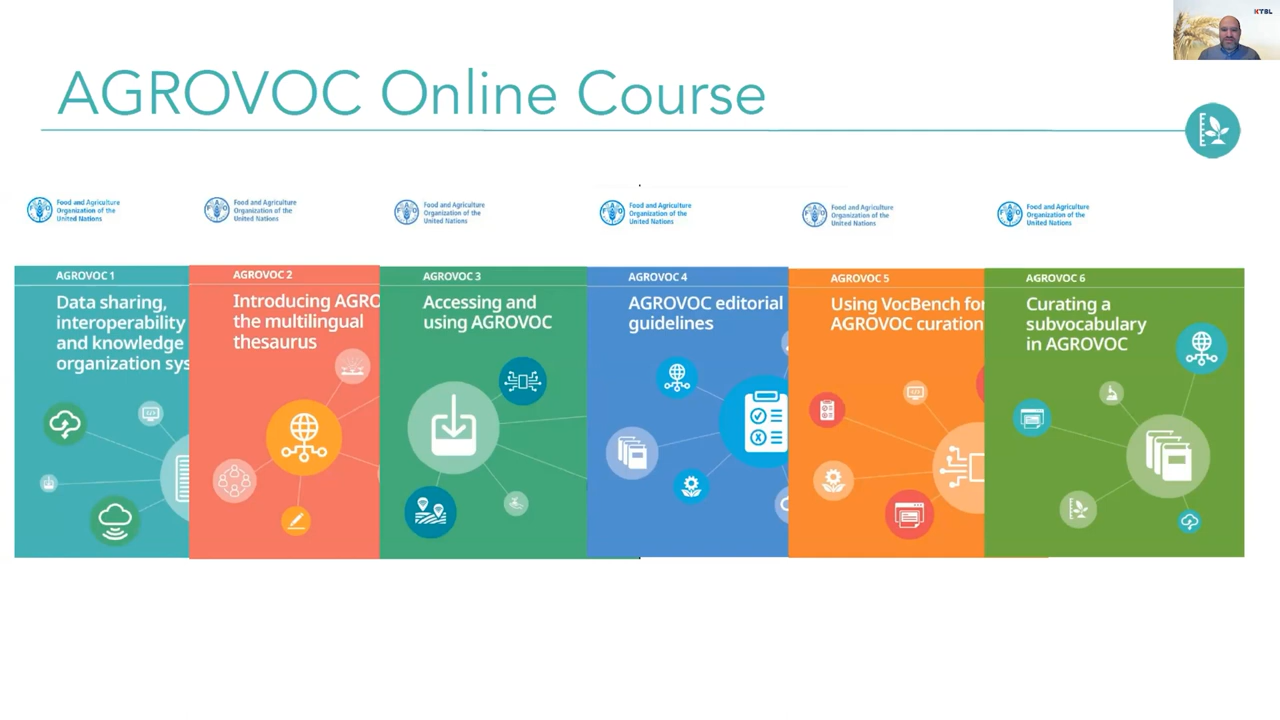 KTBL
AGROVOC Online Course
Food and Agriculture
Organization of the
United Nations
Food and Agriculture
Organization of the
United Nations
Food and Agriculture
Organization of the
United Nations
Food and Agriculture
Organization of the
United Nations
Food and Agriculture
Organization of the
United Nations
Food and Agriculture
Organization of the
United Nations
AGROVOC 1
Data sharing,
interoperability
and knowledge
organization sys
AGROVOC 2
Introducing AGRO
the multilingual
thesaurus
AGROVOC 3
Accessing and
using AGROVOC
AGROVOC 4
AGROVOC editorial
guidelines
AGROVOC 5
Using VocBench for
AGROVOC curation
AGROVOC 6
Curating a
subvocabulary
in AGROVOC